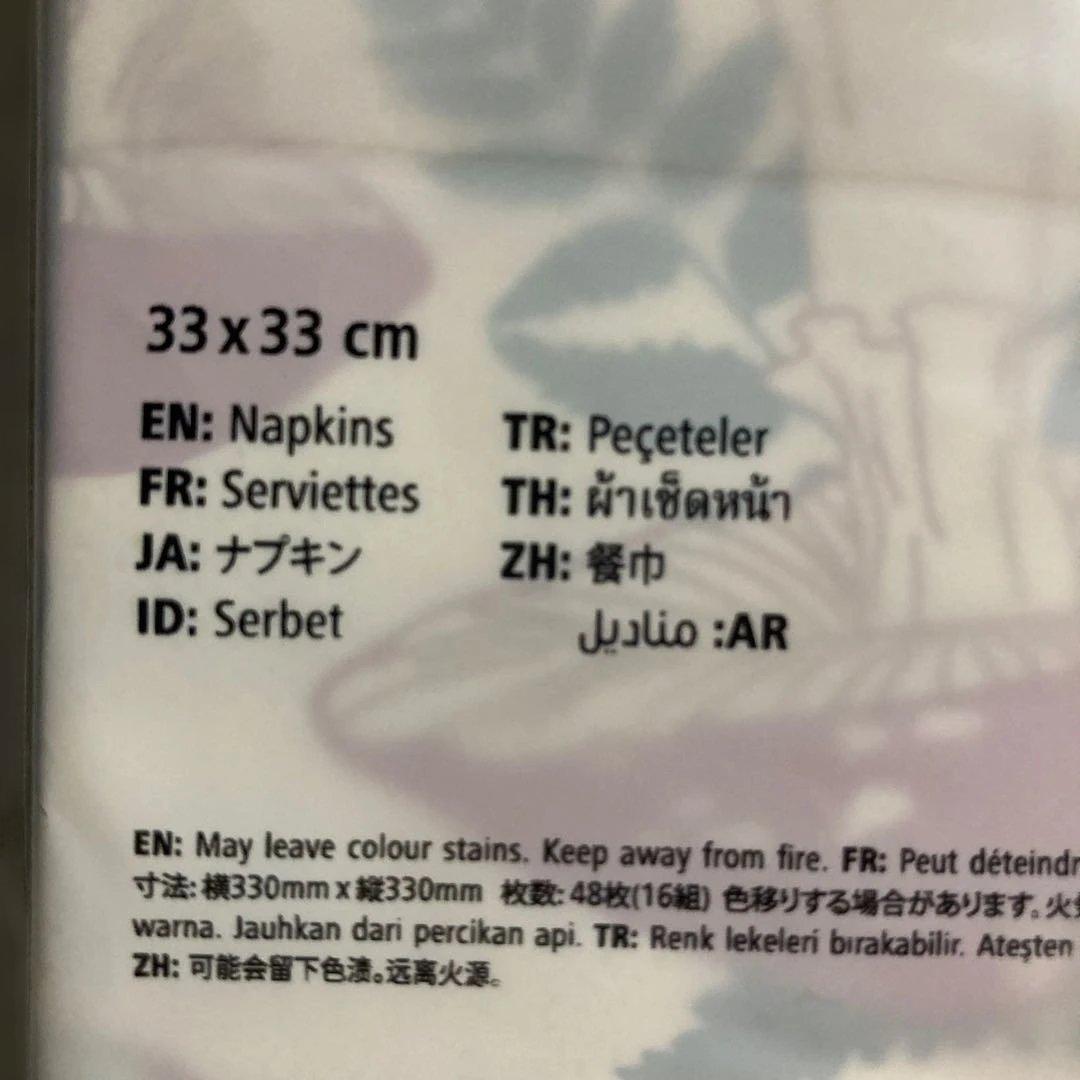 33 x 33 cm
EN: Napkins
FR: Serviettes
JA: ナプキン
ID: Serbet
TR: Peçeteler
TH: ผ้าเช็ดหน้า
ZH: 餐巾
AR: مناديل
EN: May leave colour stains. Keep away from fire. FR: Peut déteindr
寸法: 横330mm x 縦330mm 枚数: 48枚(16組) 色移りする場合があります。火
warna. Jauhkan dari percikan api. TR: Renk lekeleri bırakabilir. Ateşten
ZH: 可能会留下色渍。远离火源。